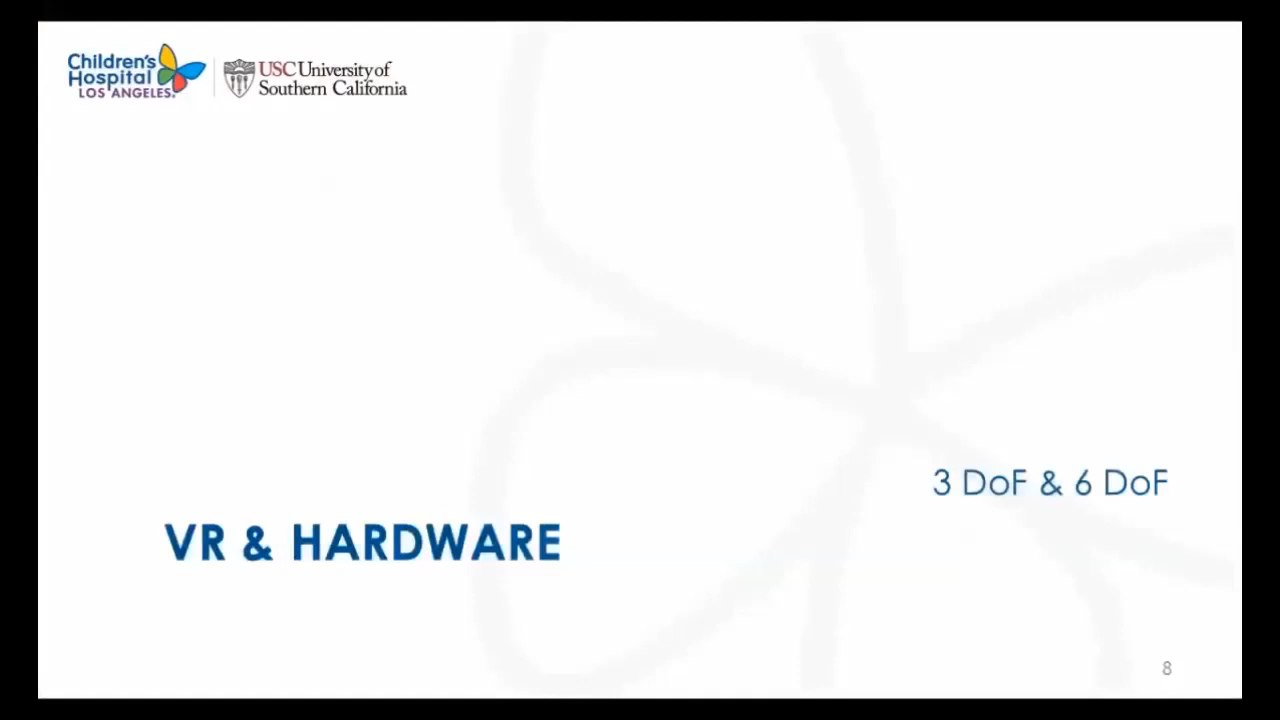 Children's
Hospital
LOS ANGELES.
USC University of
Southern California
3 DoF & 6 DoF
VR & HARDWARE
8